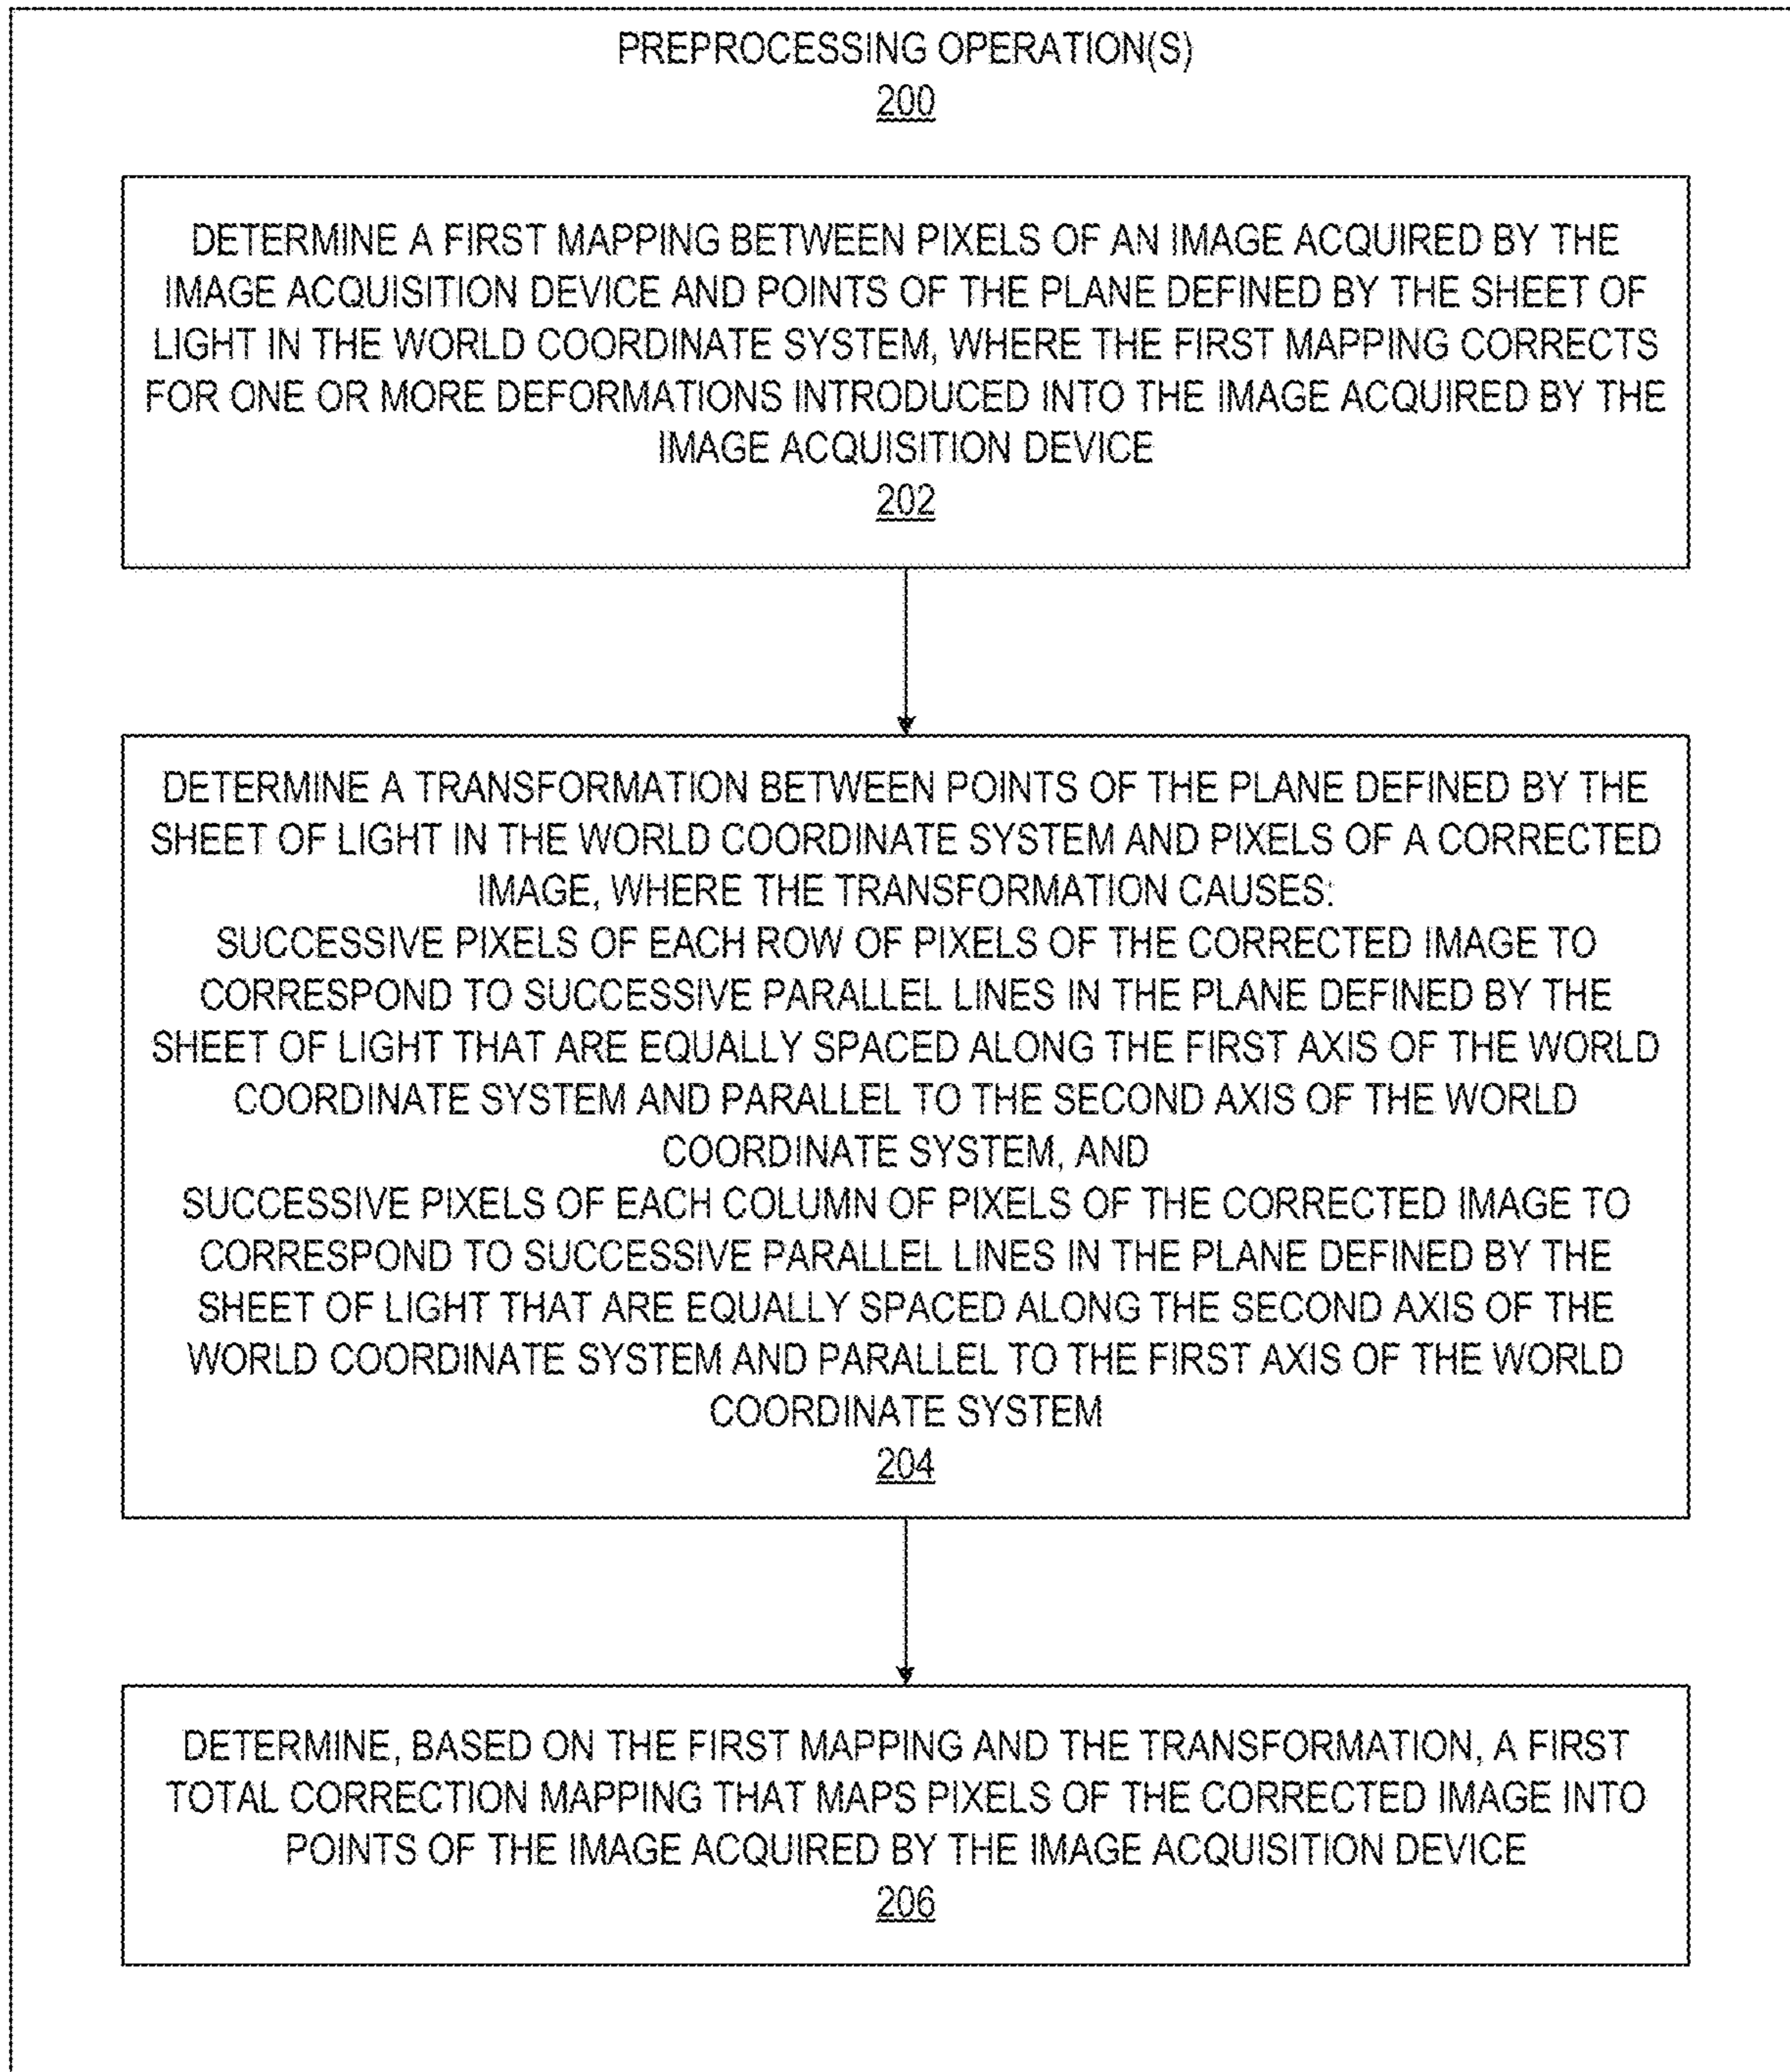 PREPROCESSING OPERATION(S)
200
DETERMINE A FIRST MAPPING BETWEEN PIXELS OF AN IMAGE ACQUIRED BY THE
IMAGE ACQUISITION DEVICE AND POINTS OF THE PLANE DEFINED BY THE SHEET OF
LIGHT IN THE WORLD COORDINATE SYSTEM, WHERE THE FIRST MAPPING CORRECTS
FOR ONE OR MORE DEFORMATIONS INTRODUCED INTO THE IMAGE ACQUIRED BY THE
IMAGE ACQUISITION DEVICE
202
DETERMINE A TRANSFORMATION BETWEEN POINTS OF THE PLANE DEFINED BY THE
SHEET OF LIGHT IN THE WORLD COORDINATE SYSTEM AND PIXELS OF A CORRECTED
IMAGE, WHERE THE TRANSFORMATION CAUSES:
SUCCESSIVE PIXELS OF EACH ROW OF PIXELS OF THE CORRECTED IMAGE TO
CORRESPOND TO SUCCESSIVE PARALLEL LINES IN THE PLANE DEFINED BY THE
SHEET OF LIGHT THAT ARE EQUALLY SPACED ALONG THE FIRST AXIS OF THE WORLD
COORDINATE SYSTEM AND PARALLEL TO THE SECOND AXIS OF THE WORLD
COORDINATE SYSTEM, AND
SUCCESSIVE PIXELS OF EACH COLUMN OF PIXELS OF THE CORRECTED IMAGE TO
CORRESPOND TO SUCCESSIVE PARALLEL LINES IN THE PLANE DEFINED BY THE
SHEET OF LIGHT THAT ARE EQUALLY SPACED ALONG THE SECOND AXIS OF THE
WORLD COORDINATE SYSTEM AND PARALLEL TO THE FIRST AXIS OF THE WORLD
COORDINATE SYSTEM
204
DETERMINE, BASED ON THE FIRST MAPPING AND THE TRANSFORMATION, A FIRST
TOTAL CORRECTION MAPPING THAT MAPS PIXELS OF THE CORRECTED IMAGE INTO
POINTS OF THE IMAGE ACQUIRED BY THE IMAGE ACQUISITION DEVICE
206